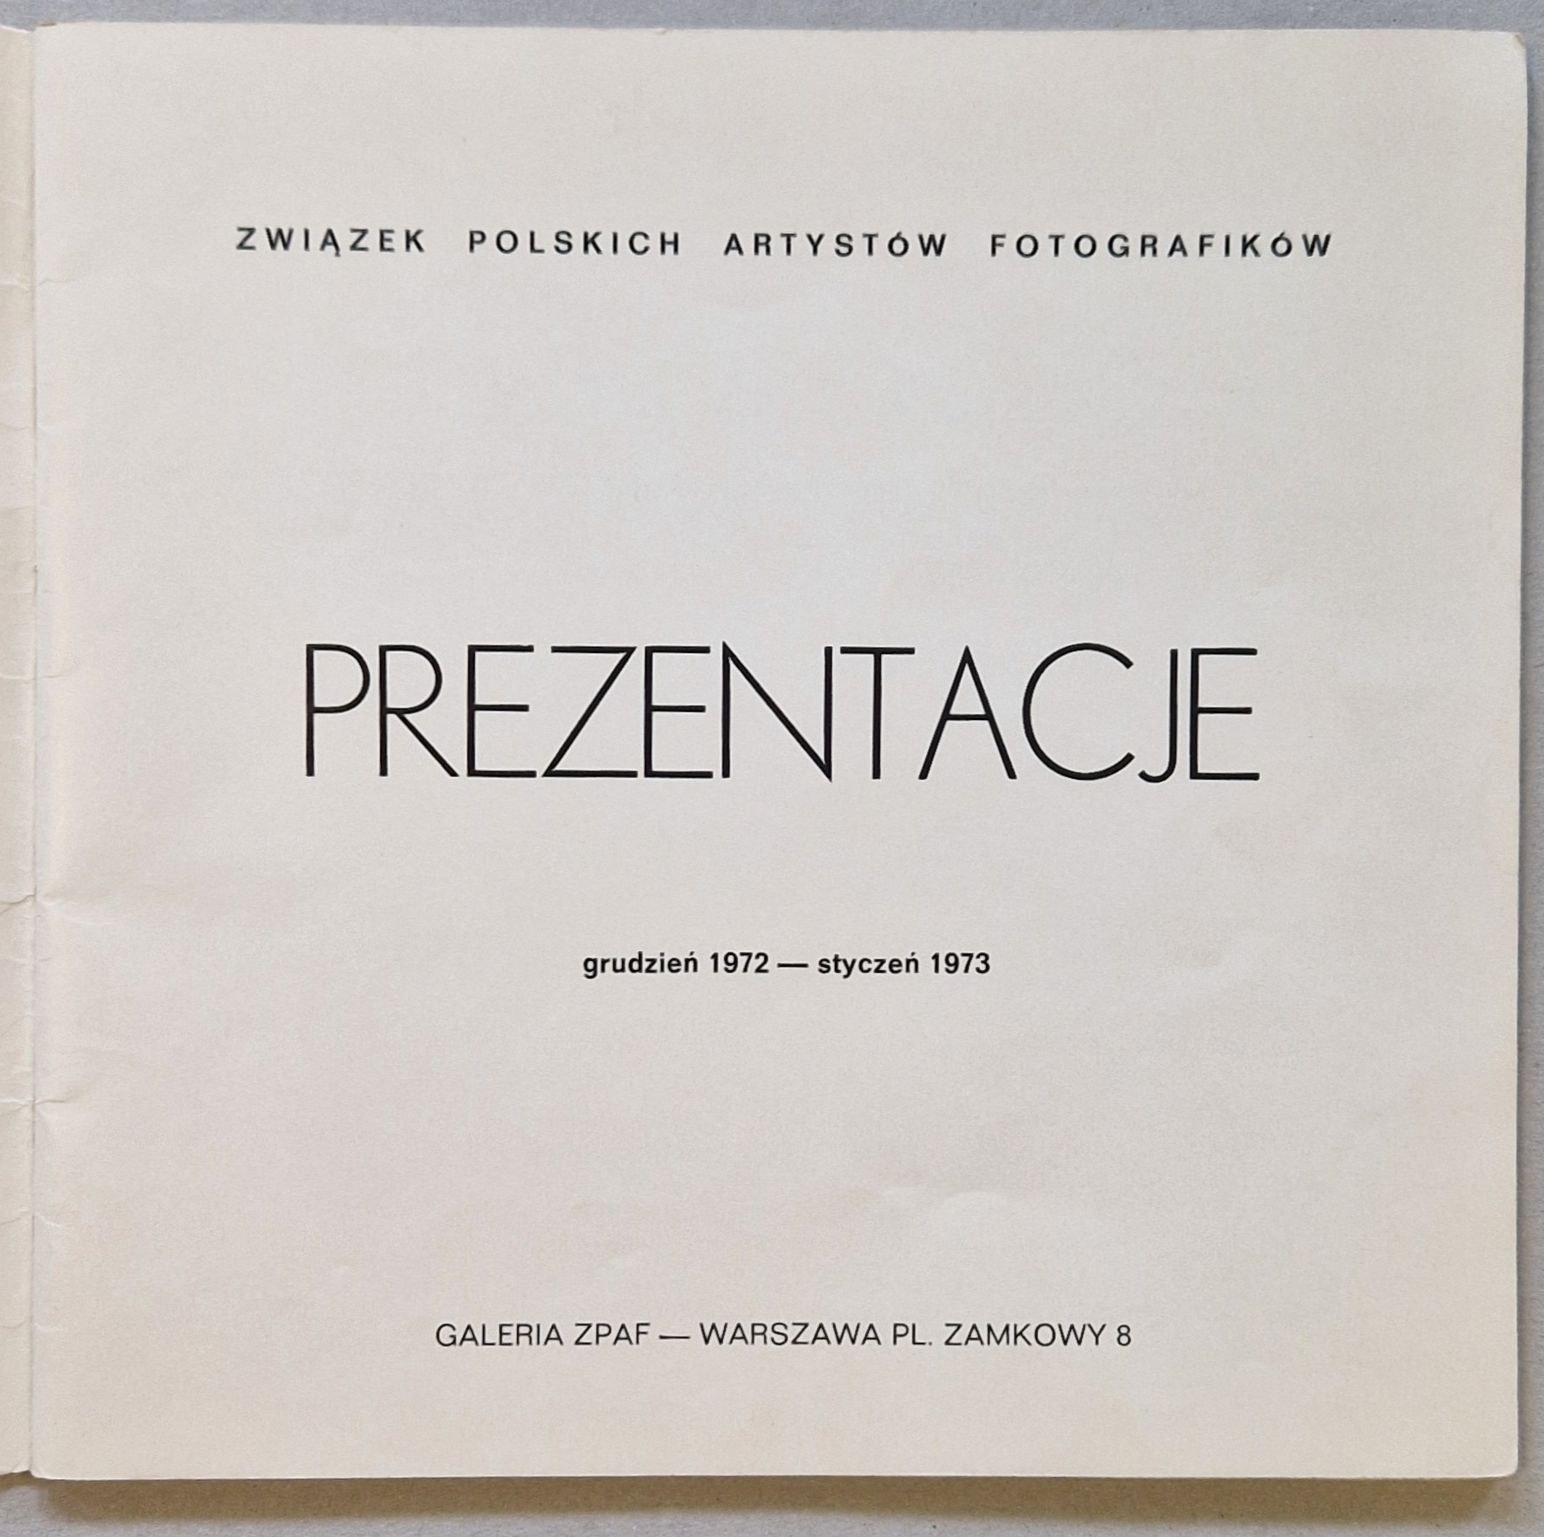 ZWIĄZEK POLSKICH ARTYSTÓW FOTOGRAFIKÓW
PREZENTACJE
grudzień 1972 — styczeń 1973
GALERIA ZPAF — WARSZAWA PL. ZAMKOWY 8